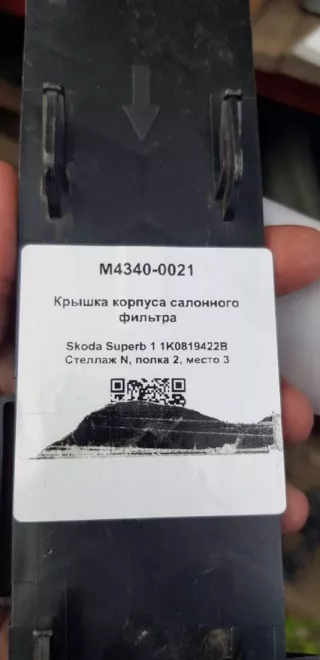 M4340-0021
Крышка корпуса салонного
фильтра
Skoda Superb 1 1K0819422B
Стеллаж N, полка 2, место 3